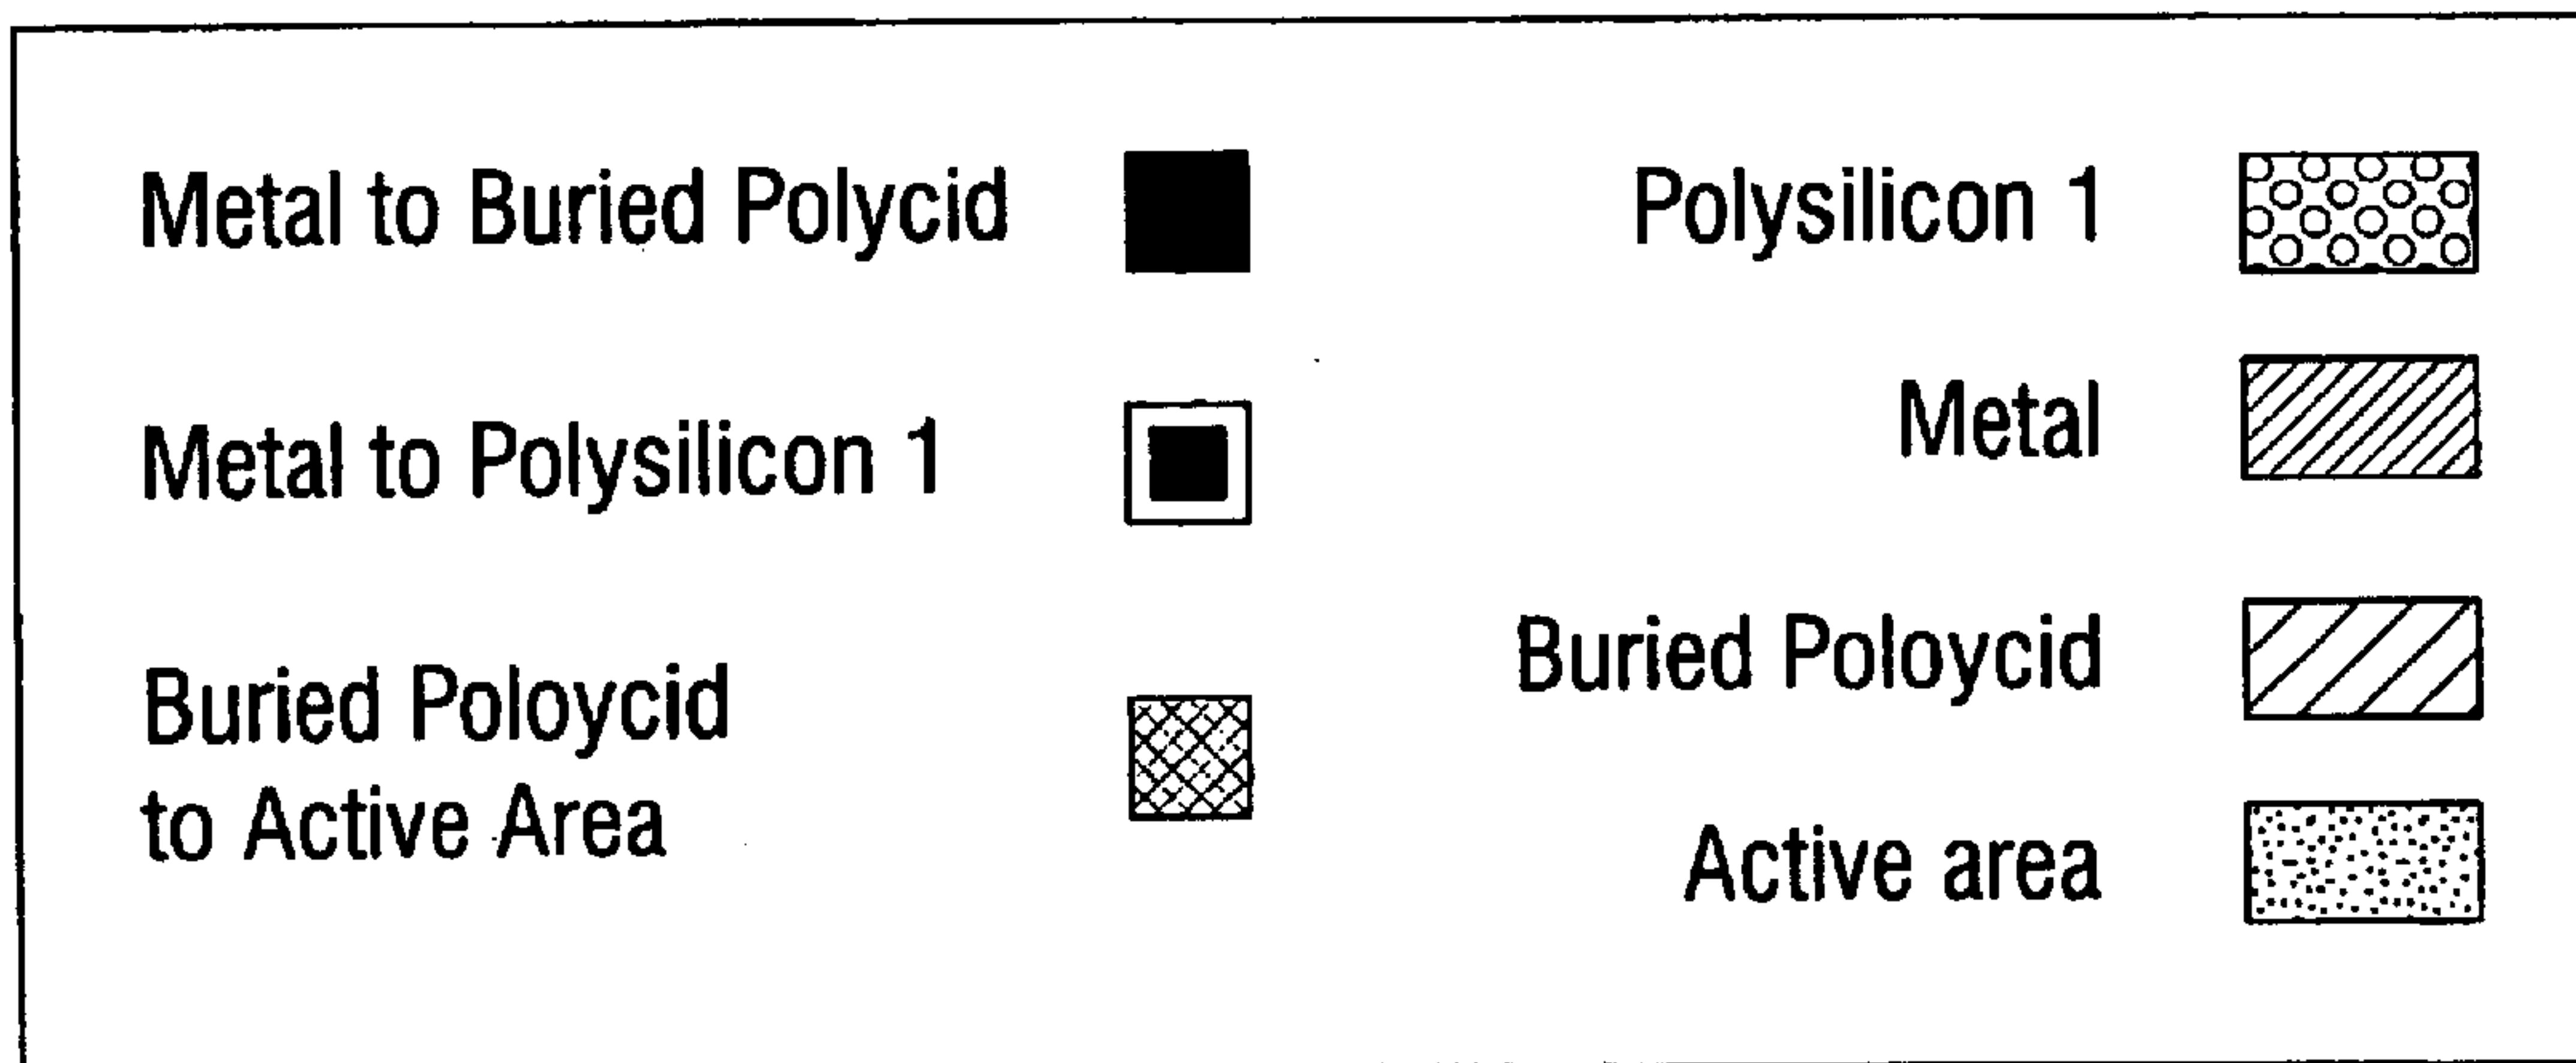 Metal to Buried Polycid
Metal to Polysilicon 1
Buried Poloycid
to Active Area
Polysilicon 1
Metal
Buried Poloycid
Active area